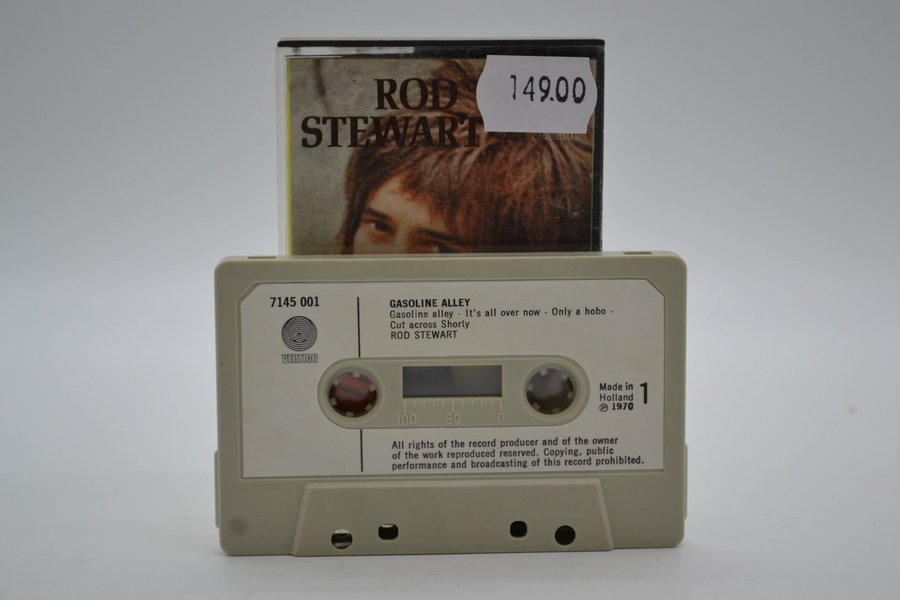 ROD
STEWART
149.00
7145 001
VERTIGO
GASOLINE ALLEY
Gasoline alley · It's all over now · Only a hobo ·
Cut across Shorty
ROD STEWART
100 50 0
Made in
Holland
℗ 1970
1
All rights of the record producer and of the owner
of the work reproduced reserved. Copying, public
performance and broadcasting of this record prohibited.